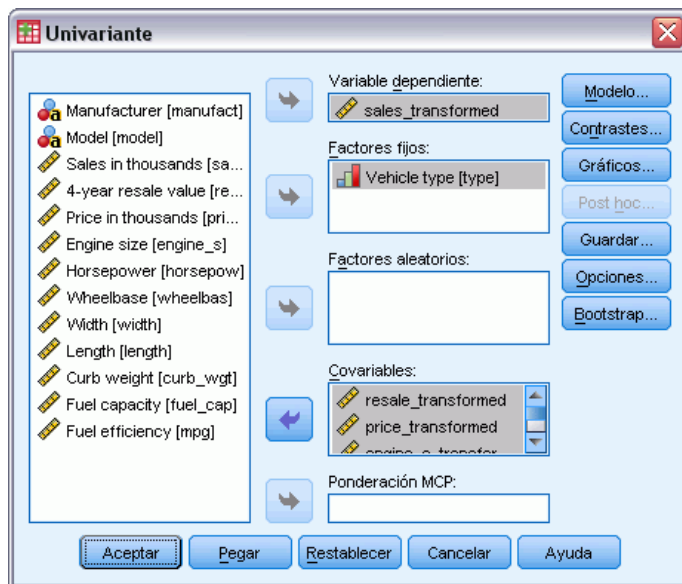 Univariante
Manufacturer [manufact]
Model [model]
Sales in thousands [sa...
4-year resale value [re...
Price in thousands [pri...
Engine size [engine_s]
Horsepower [horsepow]
Wheelbase [wheelbas]
Width [width]
Length [length]
Curb weight [curb_wgt]
Fuel capacity [fuel_cap]
Fuel efficiency [mpg]
Variable dependiente:
sales_transformed
Factores fijos:
Vehicle type [type]
Factores aleatorios:
Covariables:
resale_transformed
price_transformed
Ponderación MCP:
Modelo...
Contrastes...
Gráficos...
Post hoc...
Guardar...
Opciones...
Bootstrap...
Aceptar
Pegar
Restablecer
Cancelar
Ayuda